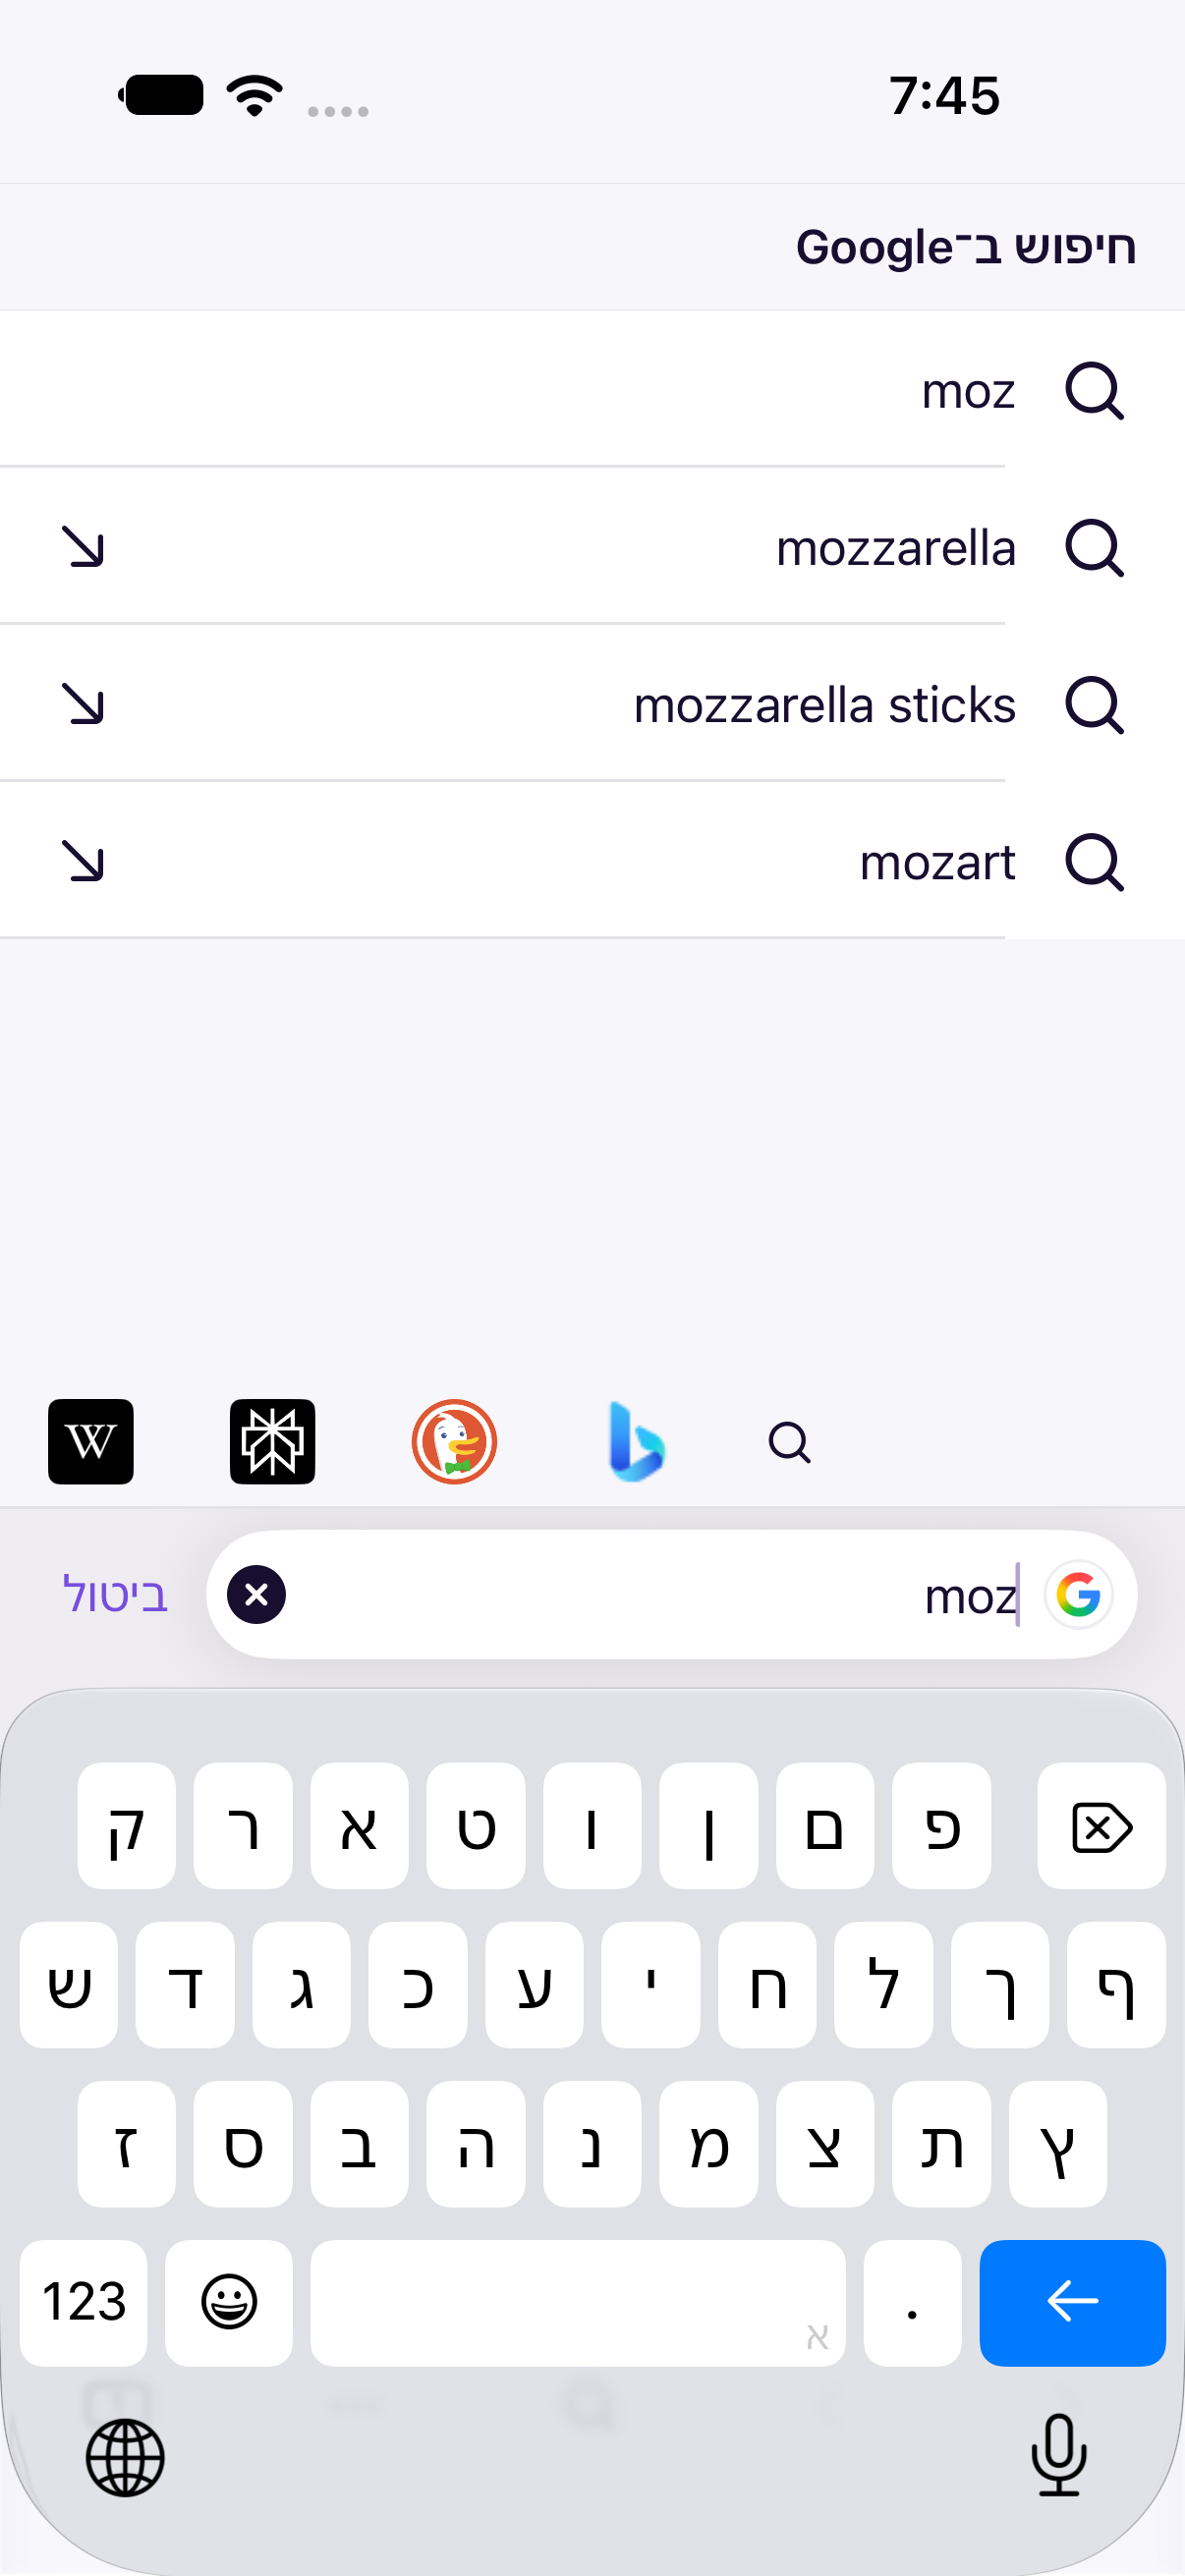 7:45
חיפוש ב־Google
moz
mozzarella
mozzarella sticks
mozart
W
moz
ביטול
ק ר א ט ו ן ם פ
ש ד ג כ ע י ח ל ך ף
ז ס ב ה נ מ צ ת ץ
123
א
.